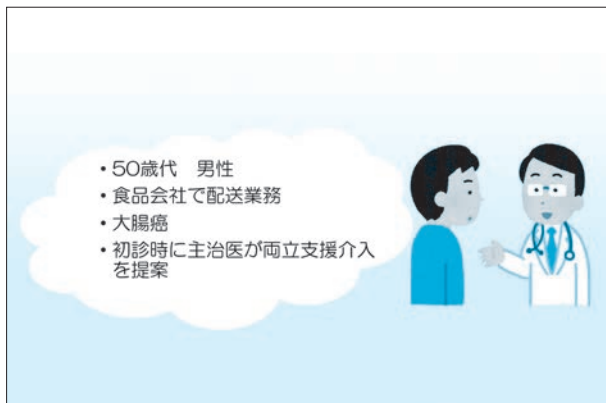 ・50歳代　男性
・食品会社で配送業務
・大腸癌
・初診時に主治医が両立支援介入
を提案